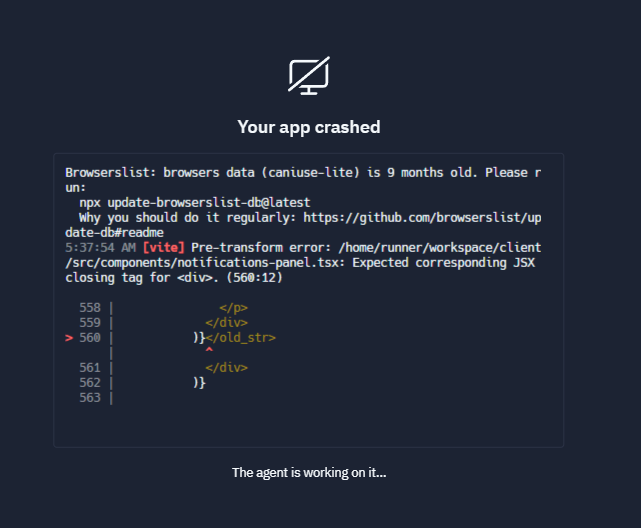 Your app crashed
Browserslist: browsers data (caniuse-lite) is 9 months old. Please r
un:
  npx update-browserslist-db@latest
  Why you should do it regularly: https://github.com/browserslist/up
date-db#readme
5:37:54 AM [vite] Pre-transform error: /home/runner/workspace/client
/src/components/notifications-panel.tsx: Expected corresponding JSX
closing tag for <div>. (560:12)
  558 |               </p>
  559 |             </div>
> 560 |           )}</old_str>
      |             ^
  561 |             </div>
  562 |           )}
  563 |
The agent is working on it...